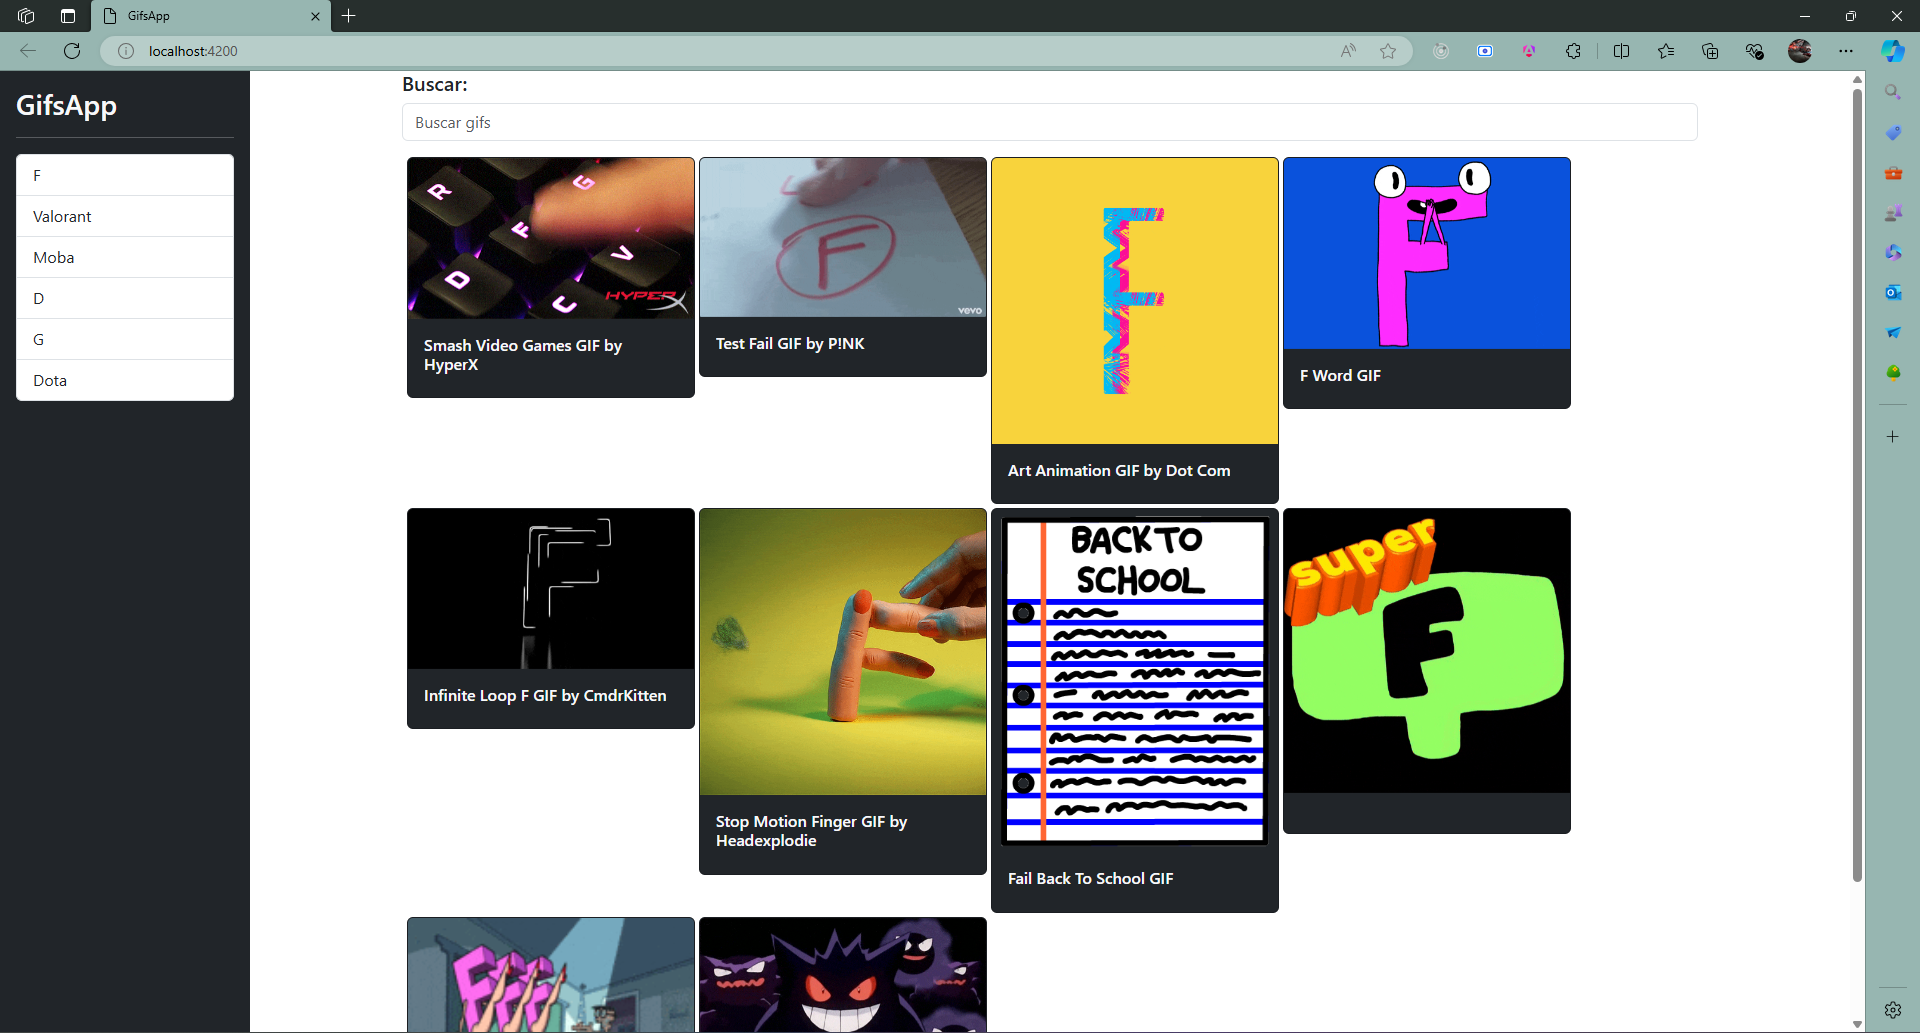 GifsApp
localhost:4200
GifsApp
F
Valorant
Moba
D
G
Dota
Buscar:
Buscar gifs
R
G
F
D
V
C
HYPERX
Smash Video Games GIF by
HyperX
F
vevo
Test Fail GIF by P!NK
F
Art Animation GIF by Dot Com
F
F Word GIF
F
Infinite Loop F GIF by CmdrKitten
Stop Motion Finger GIF by
Headexplodie
BACK TO
SCHOOL
Fail Back To School GIF
super
F
FFF